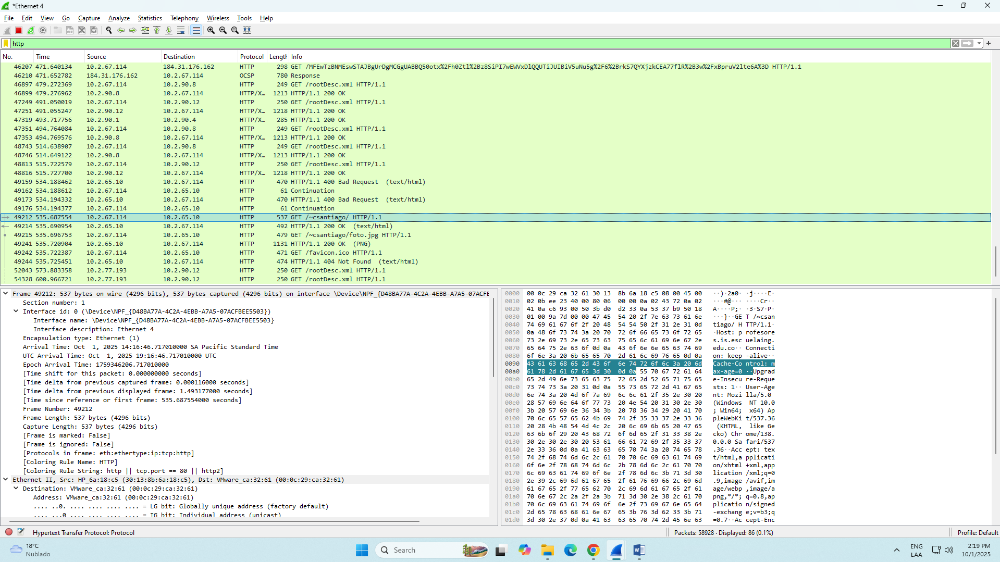 *Ethernet 4
File Edit View Go Capture Analyze Statistics Telephony Wireless Tools Help
http
No. Time Source Destination Protocol Length Info
46207 471.640134 10.2.67.114 184.31.176.162 HTTP 298 GET /MFEwTzBNMEswSTAJBgUrDgMCGgUABBQ50otx%2Fh0Ztl%2Bz8SiPI7wEWVxDlQQUTiJUIBiV5uNu5g%2F6%2BrkS7QYXjzkCEA77flR%2B3w%2FxBpruV2lte6A%3D HTTP/1.1
46210 471.652782 184.31.176.162 10.2.67.114 OCSP 780 Response
46897 479.272369 10.2.67.114 10.2.90.8 HTTP 249 GET /rootDesc.xml HTTP/1.1
46899 479.276962 10.2.90.8 10.2.67.114 HTTP/X… 1213 HTTP/1.1 200 OK
47249 491.050019 10.2.67.114 10.2.90.12 HTTP 250 GET /rootDesc.xml HTTP/1.1
47251 491.055247 10.2.90.12 10.2.67.114 HTTP/X… 1218 HTTP/1.1 200 OK
47319 493.717756 10.2.90.1 10.2.90.4 HTTP/X… 285 HTTP/1.1 200 OK
47351 494.764084 10.2.67.114 10.2.90.8 HTTP 249 GET /rootDesc.xml HTTP/1.1
47353 494.769576 10.2.90.8 10.2.67.114 HTTP/X… 1213 HTTP/1.1 200 OK
48743 514.638907 10.2.67.114 10.2.90.8 HTTP 249 GET /rootDesc.xml HTTP/1.1
48746 514.649122 10.2.90.8 10.2.67.114 HTTP/X… 1213 HTTP/1.1 200 OK
48813 515.722579 10.2.67.114 10.2.90.12 HTTP 250 GET /rootDesc.xml HTTP/1.1
48816 515.727700 10.2.90.12 10.2.67.114 HTTP/X… 1218 HTTP/1.1 200 OK
49159 534.188462 10.2.65.10 10.2.67.114 HTTP 470 HTTP/1.1 400 Bad Request (text/html)
49162 534.188612 10.2.67.114 10.2.65.10 HTTP 61 Continuation
49173 534.194332 10.2.65.10 10.2.67.114 HTTP 470 HTTP/1.1 400 Bad Request (text/html)
49176 534.194377 10.2.67.114 10.2.65.10 HTTP 61 Continuation
49212 535.687554 10.2.67.114 10.2.65.10 HTTP 537 GET /~csantiago/ HTTP/1.1
49214 535.690954 10.2.65.10 10.2.67.114 HTTP 492 HTTP/1.1 200 OK (text/html)
49215 535.696753 10.2.67.114 10.2.65.10 HTTP 479 GET /~csantiago/foto.jpg HTTP/1.1
49241 535.720904 10.2.65.10 10.2.67.114 HTTP 1131 HTTP/1.1 200 OK (PNG)
49242 535.722387 10.2.67.114 10.2.65.10 HTTP 471 GET /favicon.ico HTTP/1.1
49244 535.725451 10.2.65.10 10.2.67.114 HTTP 474 HTTP/1.1 404 Not Found (text/html)
52043 573.883358 10.2.77.193 10.2.90.12 HTTP 250 GET /rootDesc.xml HTTP/1.1
54328 600.966721 10.2.77.193 10.2.90.12 HTTP 250 GET /rootDesc.xml HTTP/1.1
Frame 49212: 537 bytes on wire (4296 bits), 537 bytes captured (4296 bits) on interface \Device\NPF_{D48BA77A-4C2A-4EBB-A7A5-07ACFBE
Section number: 1
Interface id: 0 (\Device\NPF_{D48BA77A-4C2A-4EBB-A7A5-07ACFBEE5503})
Interface name: \Device\NPF_{D48BA77A-4C2A-4EBB-A7A5-07ACFBEE5503}
Interface description: Ethernet 4
Encapsulation type: Ethernet (1)
Arrival Time: Oct  1, 2025 14:16:46.717010000 SA Pacific Standard Time
UTC Arrival Time: Oct  1, 2025 19:16:46.717010000 UTC
Epoch Arrival Time: 1759346206.717010000
[Time shift for this packet: 0.000000000 seconds]
[Time delta from previous captured frame: 0.000116000 seconds]
[Time delta from previous displayed frame: 1.493177000 seconds]
[Time since reference or first frame: 535.687554000 seconds]
Frame Number: 49212
Frame Length: 537 bytes (4296 bits)
Capture Length: 537 bytes (4296 bits)
[Frame is marked: False]
[Frame is ignored: False]
[Protocols in frame: eth:ethertype:ip:tcp:http]
[Coloring Rule Name: HTTP]
[Coloring Rule String: http || tcp.port == 80 || http2]
Ethernet II, Src: HP_6a:18:c5 (30:13:8b:6a:18:c5), Dst: VMware_ca:32:61 (00:0c:29:ca:32:61)
Destination: VMware_ca:32:61 (00:0c:29:ca:32:61)
Address: VMware_ca:32:61 (00:0c:29:ca:32:61)
.... ..0. .... .... .... .... = LG bit: Globally unique address (factory default)
.... ...0 .... .... .... .... = IG bit: Individual address (unicast)
0000 00 0c 29 ca 32 61 30 13 8b 6a 18 c5 08 00 45 00 ··)·2a0· ·j····E·
0010 02 0b ee 23 40 00 80 06 00 00 0a 02 43 72 0a 02 ···#@··· ····Cr··
0020 41 0a c6 93 00 50 3b d0 d2 33 0a 53 37 b9 50 18 A····P;· ·3·S7·P·
0030 01 00 9a 7d 00 00 47 45 54 20 2f 7e 63 73 61 6e ···}··GE T /~csan
0040 74 69 61 67 6f 2f 20 48 54 54 50 2f 31 2e 31 0d tiago/ H TTP/1.1·
0050 0a 48 6f 73 74 3a 20 70 72 6f 66 65 73 6f 72 65 ·Host: p rofesore
0060 73 2e 69 73 2e 65 73 63 75 65 6c 61 69 6e 67 2e s.is.esc uelaing.
0070 65 64 75 2e 63 6f 0d 0a 43 6f 6e 6e 65 63 74 69 edu.co·· Connecti
0080 6f 6e 3a 20 6b 65 65 70 2d 61 6c 69 76 65 0d 0a on: keep -alive··
0090 43 61 63 68 65 2d 43 6f 6e 74 72 6f 6c 3a 20 6d Cache-Co ntrol: m
00a0 61 78 2d 61 67 65 3d 30 0d 0a 55 70 67 72 61 64 ax-age=0 ··Upgrad
00b0 65 2d 49 6e 73 65 63 75 72 65 2d 52 65 71 75 65 e-Insecu re-Reque
00c0 73 74 73 3a 20 31 0d 0a 55 73 65 72 2d 41 67 65 sts: 1·· User-Age
00d0 6e 74 3a 20 4d 6f 7a 69 6c 6c 61 2f 35 2e 30 20 nt: Mozi lla/5.0
00e0 28 57 69 6e 64 6f 77 73 20 4e 54 20 31 30 2e 30 (Windows NT 10.0
00f0 3b 20 57 69 6e 36 34 3b 20 78 36 34 29 20 41 70 ; Win64; x64) Ap
0100 70 6c 65 57 65 62 4b 69 74 2f 35 33 37 2e 33 36 pleWebKi t/537.36
0110 20 28 4b 48 54 4d 4c 2c 20 6c 69 6b 65 20 47 65 (KHTML, like Ge
0120 63 6b 6f 29 20 43 68 72 6f 6d 65 2f 31 33 38 2e cko) Chr ome/138.
0130 30 2e 30 2e 30 20 53 61 66 61 72 69 2f 35 33 37 0.0.0 Sa fari/537
0140 2e 33 36 0d 0a 41 63 63 65 70 74 3a 20 74 65 78 .36··Acc ept: tex
0150 74 2f 68 74 6d 6c 2c 61 70 70 6c 69 63 61 74 69 t/html,a pplicati
0160 6f 6e 2f 78 68 74 6d 6c 2b 78 6d 6c 2c 61 70 70 on/xhtml +xml,app
0170 6c 69 63 61 74 69 6f 6e 2f 78 6d 6c 3b 71 3d 30 lication /xml;q=0
0180 2e 39 2c 69 6d 61 67 65 2f 61 76 69 66 2c 69 6d .9,image /avif,im
0190 61 67 65 2f 77 65 62 70 2c 69 6d 61 67 65 2f 61 age/webp ,image/a
01a0 70 6e 67 2c 2a 2f 2a 3b 71 3d 30 2e 38 2c 61 70 png,*/*; q=0.8,ap
01b0 70 6c 69 63 61 74 69 6f 6e 2f 73 69 67 6e 65 64 plicatio n/signed
01c0 2d 65 78 63 68 61 6e 67 65 3b 76 3d 62 33 3b 71 -exchang e;v=b3;q
01d0 3d 30 2e 37 0d 0a 41 63 63 65 70 74 2d 45 6e 63 =0.7··Ac cept-Enc
Hypertext Transfer Protocol: Protocol
Packets: 58928 · Displayed: 86 (0.1%)
Profile: Default
18°C
Nublado
Search
ENG
LAA
2:19 PM
10/1/2025